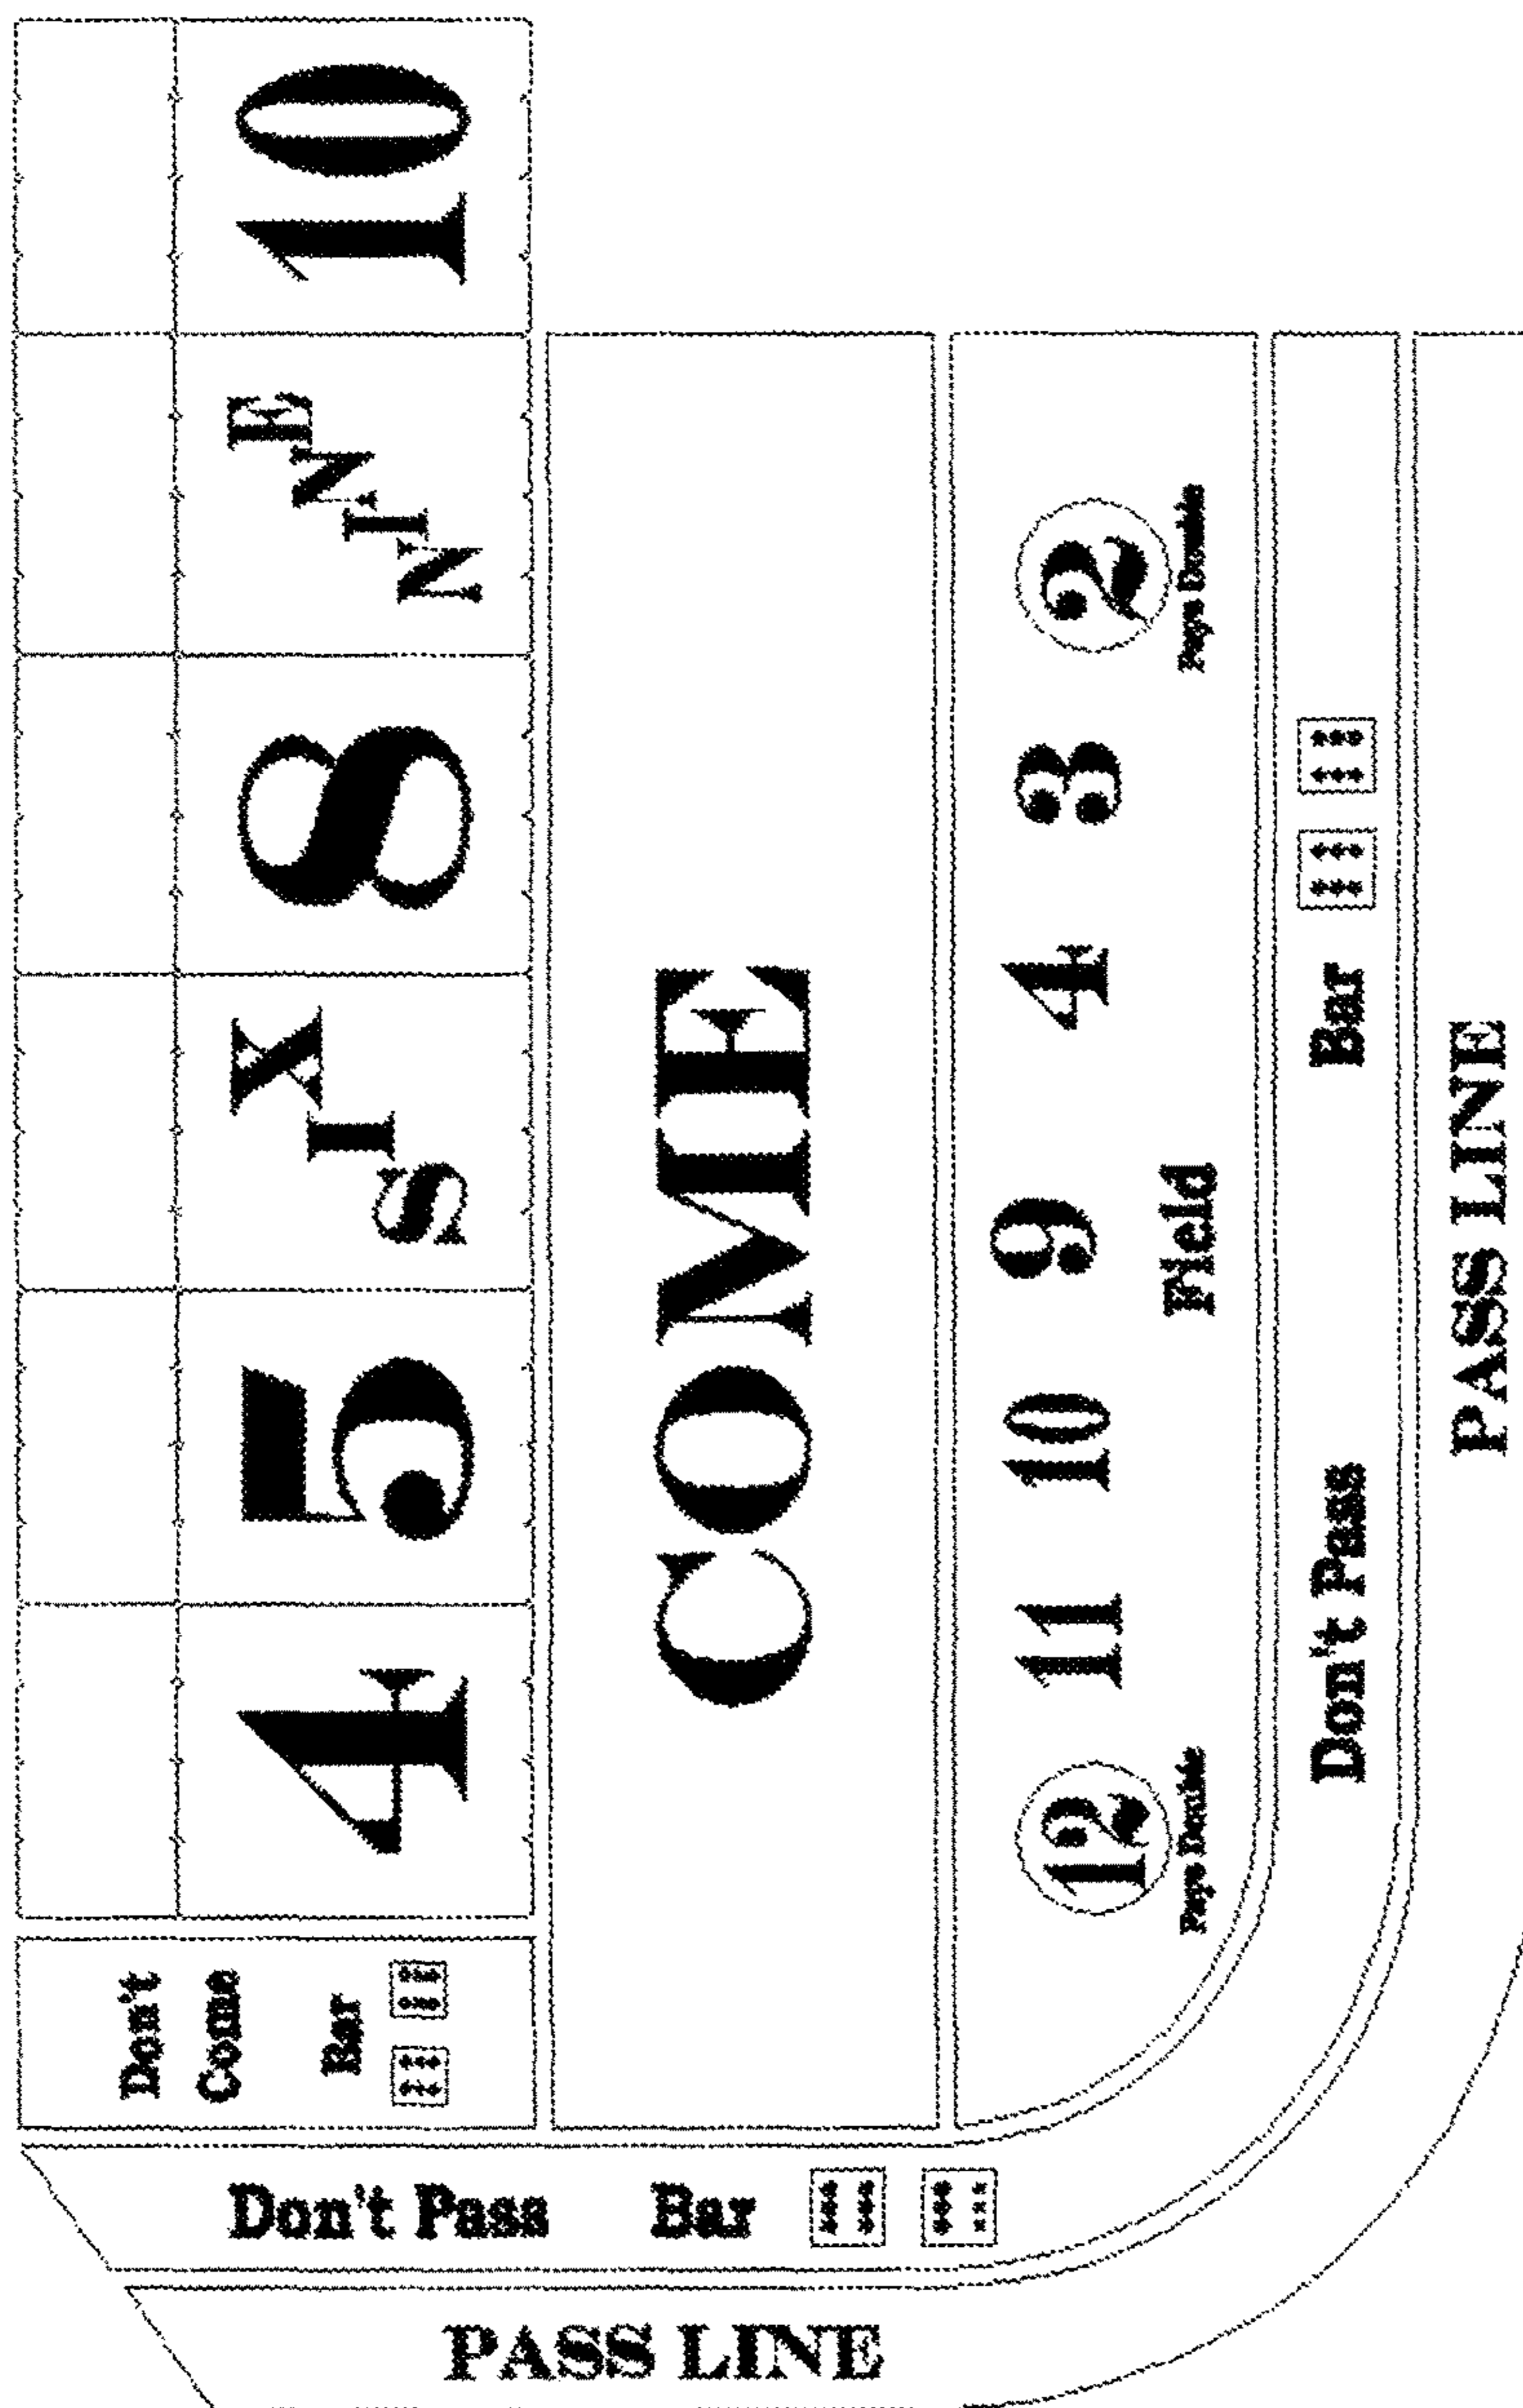 4 5 SIX 8 NINE 10
Don't
Come
Bar
COME
12 11 10 9 4 3 2
Pays Double
Field
Pays Double
Don't Pass Bar
PASS LINE
Don't Pass Bar
PASS LINE